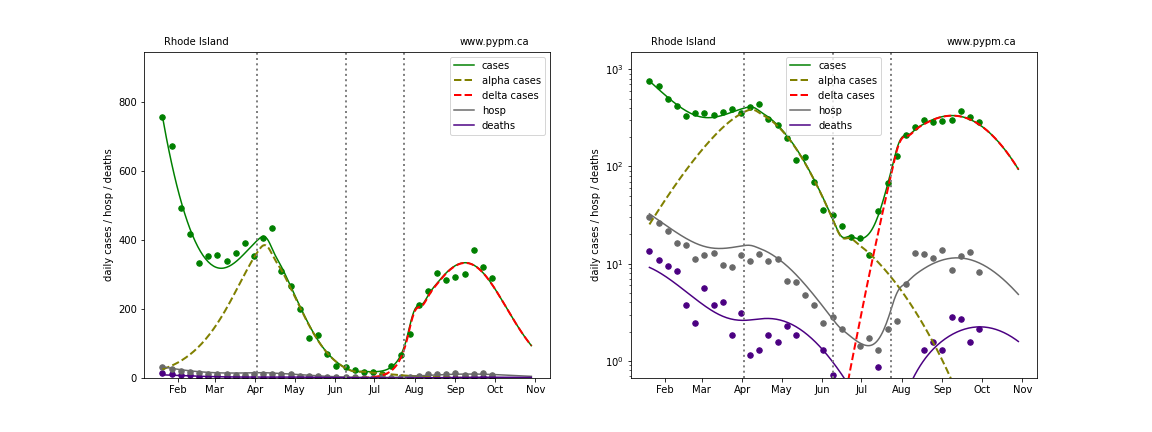 Rhode Island www.pypm.ca
cases
alpha cases
delta cases
hosp
deaths
daily cases / hosp / deaths
800
600
400
200
0
Feb Mar Apr May Jun Jul Aug Sep Oct Nov
Rhode Island www.pypm.ca
cases
alpha cases
delta cases
hosp
deaths
daily cases / hosp / deaths
10³
10²
10¹
10⁰
Feb Mar Apr May Jun Jul Aug Sep Oct Nov